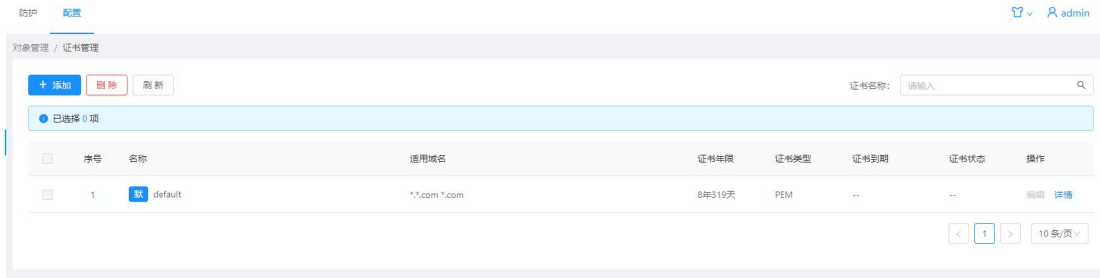 防护 配置 admin
对象管理 / 证书管理
+ 添加 删除 刷新 证书名称: 请输入
已选择 0 项
序号 名称 适用域名 证书年限 证书类型 证书到期 证书状态 操作
1 默 default *.*.com *.com 8年319天 PEM -- -- 编辑 详情
< 1 > 10 条/页